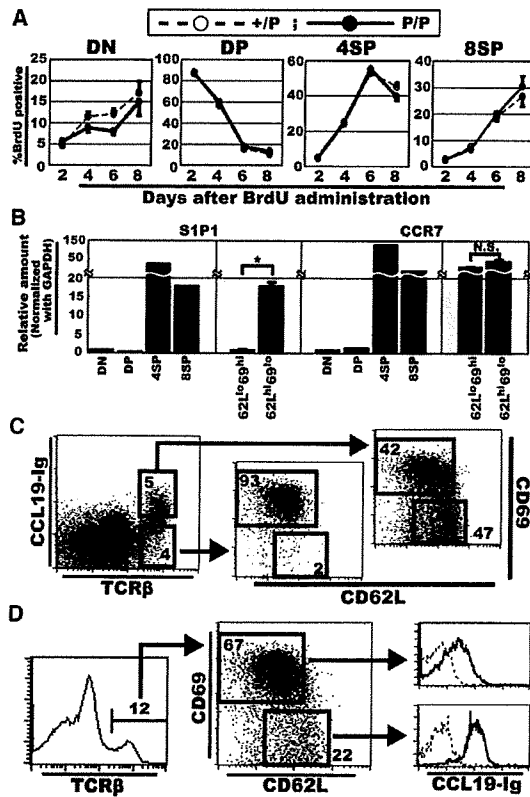 A
+/P ; P/P
DN DP 4SP 8SP
%BrdU positive
25
20
15
10
5
0
100
80
60
40
20
0
60
40
20
0
40
30
20
10
0
2 4 6 8 2 4 6 8 2 4 6 8 2 4 6 8
Days after BrdU administration
B
S1P1 CCR7
Relative amount
(Normalized
with GAPDH)
150
50
20
15
10
5
0
* N.S.
DN DP 4SP 8SP 62Llo69hi 62Lhi69lo DN DP 4SP 8SP 62Llo69hi 62Lhi69lo
C
CCL19-Ig
TCRβ
5
4
93
2
42
47
CD69
CD62L
D
12
TCRβ
67
22
CD69
CD62L
CCL19-Ig